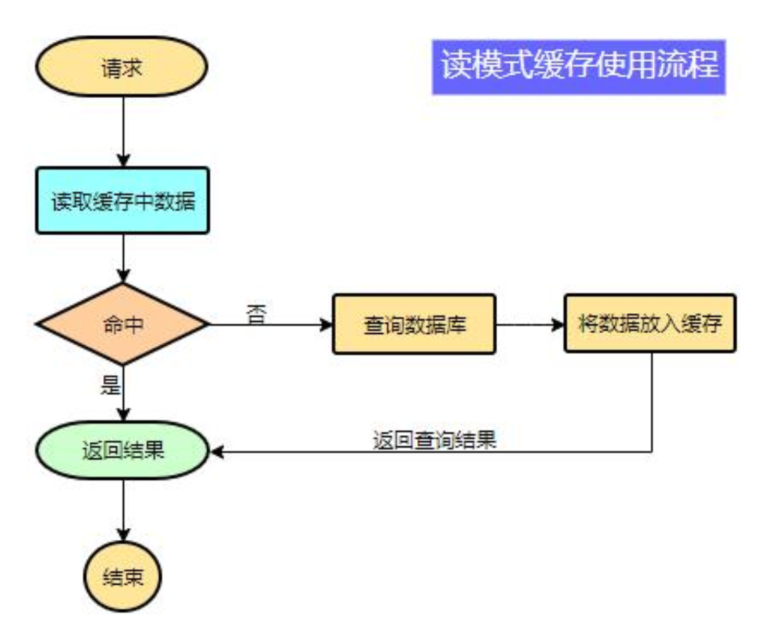 读模式缓存使用流程
请求
读取缓存中数据
命中
否
查询数据库
将数据放入缓存
是
返回查询结果
返回结果
结束